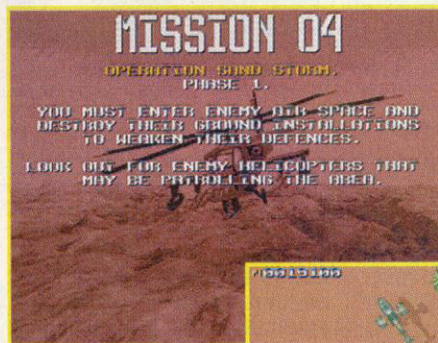 MISSION 04
OPERATION SAND STORM.
PHASE 1.
YOU MUST ENTER ENEMY AIR SPACE AND
DESTROY THEIR GROUND INSTALLATIONS
TO WEAKEN THEIR DEFENCES.
LOOK OUT FOR ENEMY HELICOPTERS THAT
MAY BE PATROLLING THE AREA.
0015100